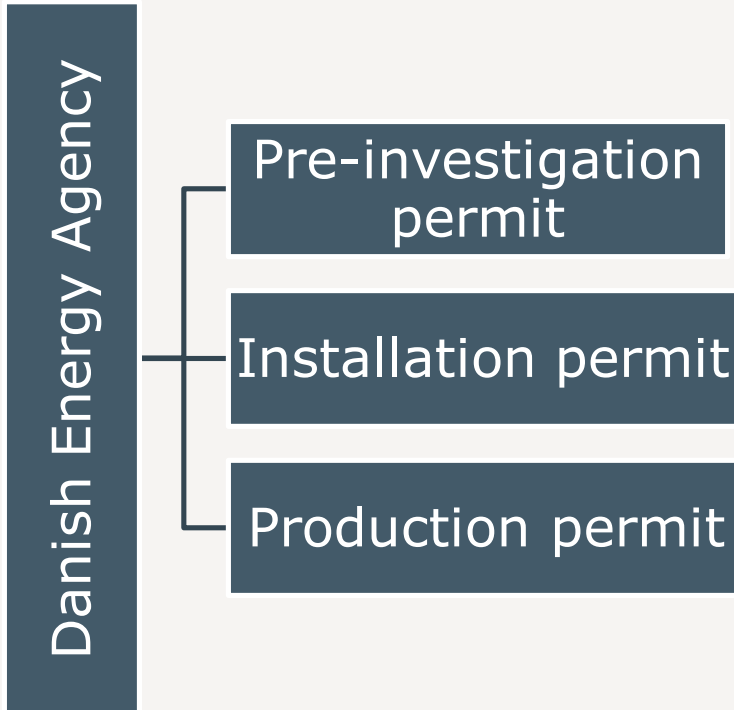 Danish Energy Agency
Pre-investigation
permit
Installation permit
Production permit